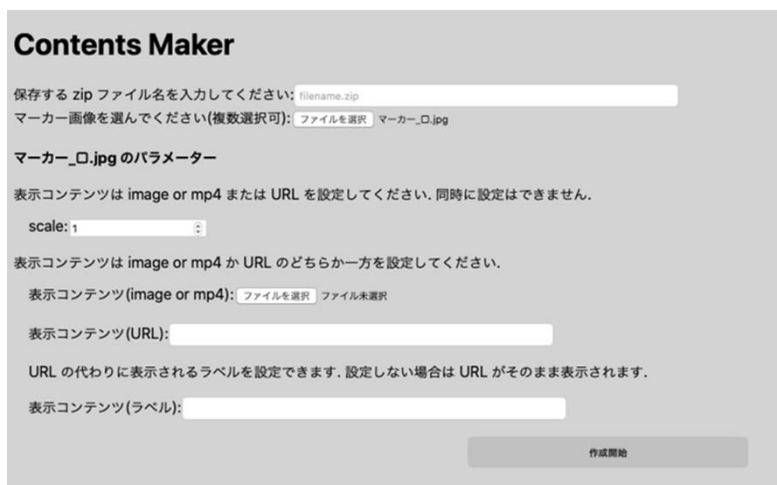 Contents Maker
保存する zip ファイル名を入力してください: filename.zip
マーカー画像を選んでください(複数選択可): ファイルを選択 マーカー_□.jpg
マーカー_□.jpg のパラメーター
表示コンテンツは image or mp4 または URL を設定してください. 同時に設定はできません.
scale: 1
表示コンテンツは image or mp4 か URL のどちらか一方を設定してください.
表示コンテンツ(image or mp4): ファイルを選択 ファイル未選択
表示コンテンツ(URL):
URL の代わりに表示されるラベルを設定できます. 設定しない場合は URL がそのまま表示されます.
表示コンテンツ(ラベル):
作成開始